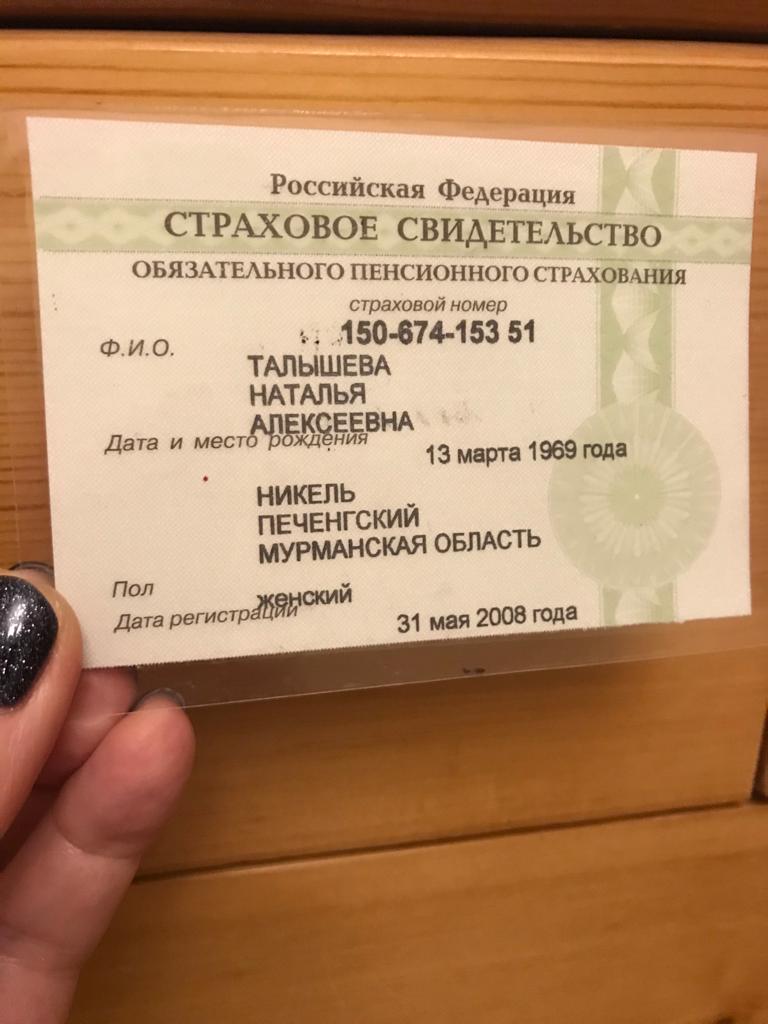 Российская Федерация
СТРАХОВОЕ СВИДЕТЕЛЬСТВО
ОБЯЗАТЕЛЬНОГО ПЕНСИОННОГО СТРАХОВАНИЯ
страховой номер
150-674-153 51
Ф.И.О.
ТАЛЫШЕВА
НАТАЛЬЯ
АЛЕКСЕЕВНА
Дата и место рождения
13 марта 1969 года
НИКЕЛЬ
ПЕЧЕНГСКИЙ
МУРМАНСКАЯ ОБЛАСТЬ
Пол женский
Дата регистрации 31 мая 2008 года